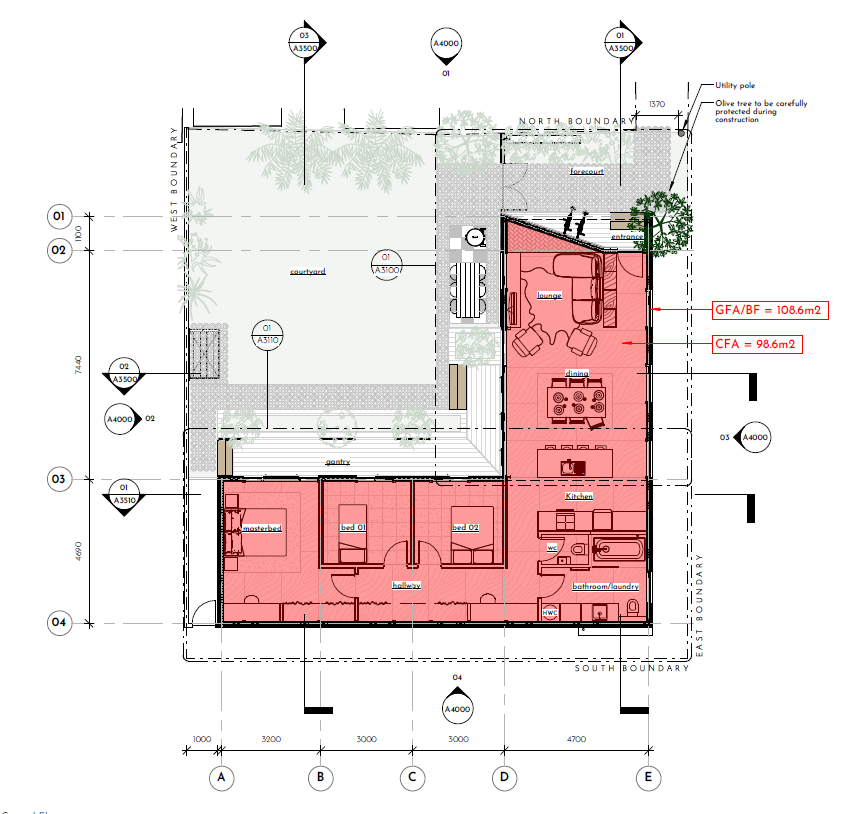 03
A3500
A4000
01
01
A3500
Utility pole
1370
Olive tree to be carefully
protected during
construction
NORTH BOUNDARY
WEST BOUNDARY
forecourt
01
1100
entrance
02
01
A3100
courtyard
lounge
GFA/BF = 108.6m2
01
A3110
CFA = 98.6m2
7440
02
A3500
dining
A4000
02
03
A4000
gantry
03
01
A3510
Kitchen
masterbed
bed 01
bed 02
wc
4690
hallway
bathroom/laundry
HWC
EAST BOUNDARY
04
SOUTH BOUNDARY
04
A4000
1000
3200
3000
3000
4700
A
B
C
D
E